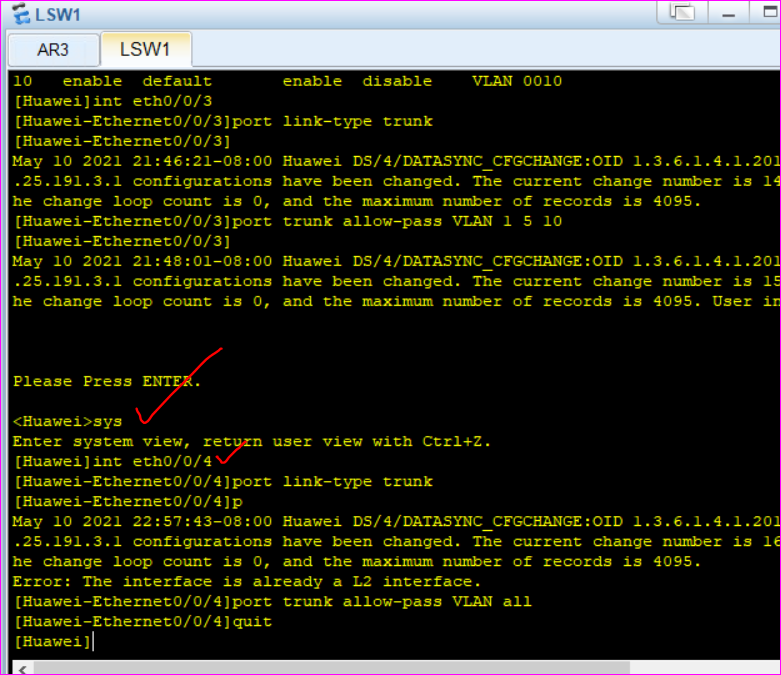 LSW1
AR3 LSW1
10 enable default enable disable VLAN 0010
[Huawei]int eth0/0/3
[Huawei-Ethernet0/0/3]port link-type trunk
[Huawei-Ethernet0/0/3]
May 10 2021 21:46:21-08:00 Huawei DS/4/DATASYNC_CFGCHANGE:OID 1.3.6.1.4.1.201
.25.191.3.1 configurations have been changed. The current change number is 14
he change loop count is 0, and the maximum number of records is 4095.
[Huawei-Ethernet0/0/3]port trunk allow-pass VLAN 1 5 10
[Huawei-Ethernet0/0/3]
May 10 2021 21:48:01-08:00 Huawei DS/4/DATASYNC_CFGCHANGE:OID 1.3.6.1.4.1.201
.25.191.3.1 configurations have been changed. The current change number is 15
he change loop count is 0, and the maximum number of records is 4095. User in
Please Press ENTER.
<Huawei>sys
Enter system view, return user view with Ctrl+Z.
[Huawei]int eth0/0/4
[Huawei-Ethernet0/0/4]port link-type trunk
[Huawei-Ethernet0/0/4]p
May 10 2021 22:57:43-08:00 Huawei DS/4/DATASYNC_CFGCHANGE:OID 1.3.6.1.4.1.201
.25.191.3.1 configurations have been changed. The current change number is 16
he change loop count is 0, and the maximum number of records is 4095.
Error: The interface is already a L2 interface.
[Huawei-Ethernet0/0/4]port trunk allow-pass VLAN all
[Huawei-Ethernet0/0/4]quit
[Huawei]